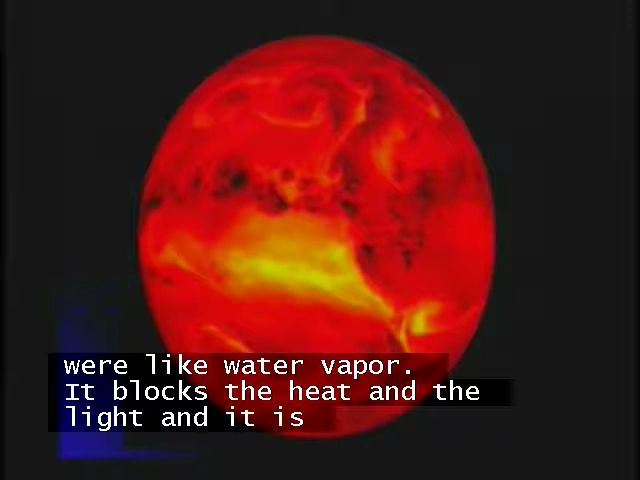 were like water vapor.
It blocks the heat and the
light and it is